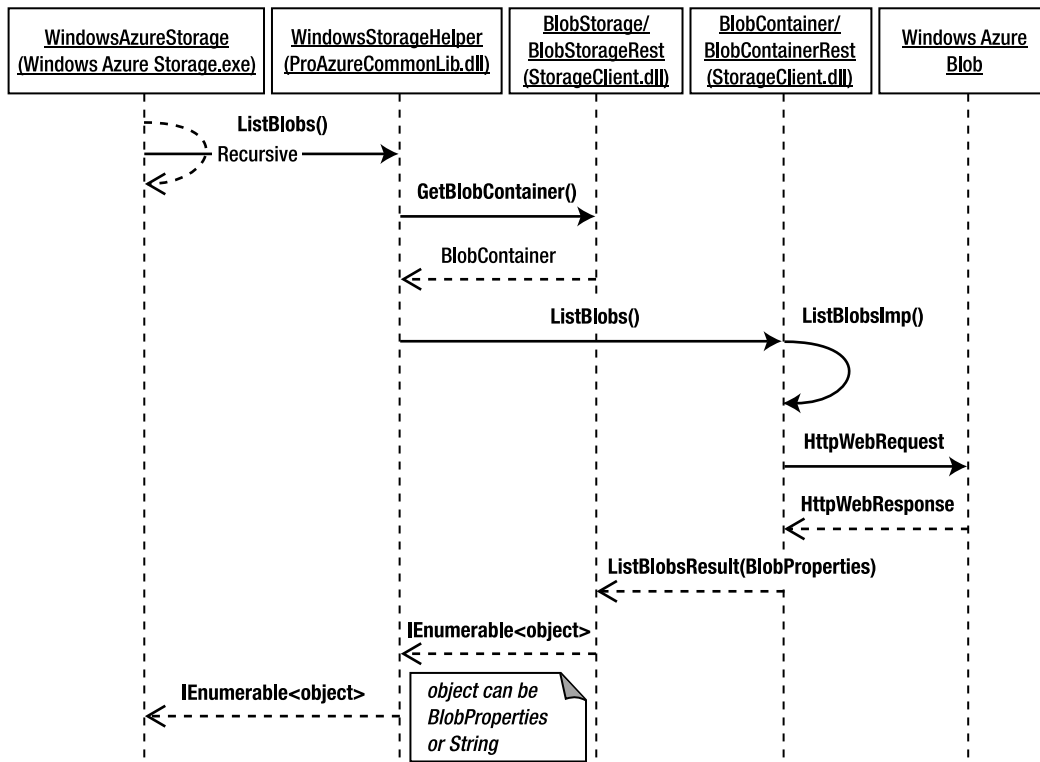 WindowsAzureStorage
(Windows Azure Storage.exe)
WindowsStorageHelper
(ProAzureCommonLib.dll)
BlobStorage/
BlobStorageRest
(StorageClient.dll)
BlobContainer/
BlobContainerRest
(StorageClient.dll)
Windows Azure
Blob
ListBlobs()
Recursive
GetBlobContainer()
BlobContainer
ListBlobs()
ListBlobsImp()
HttpWebRequest
HttpWebResponse
ListBlobsResult(BlobProperties)
IEnumerable<object>
IEnumerable<object>
object can be
BlobProperties
or String